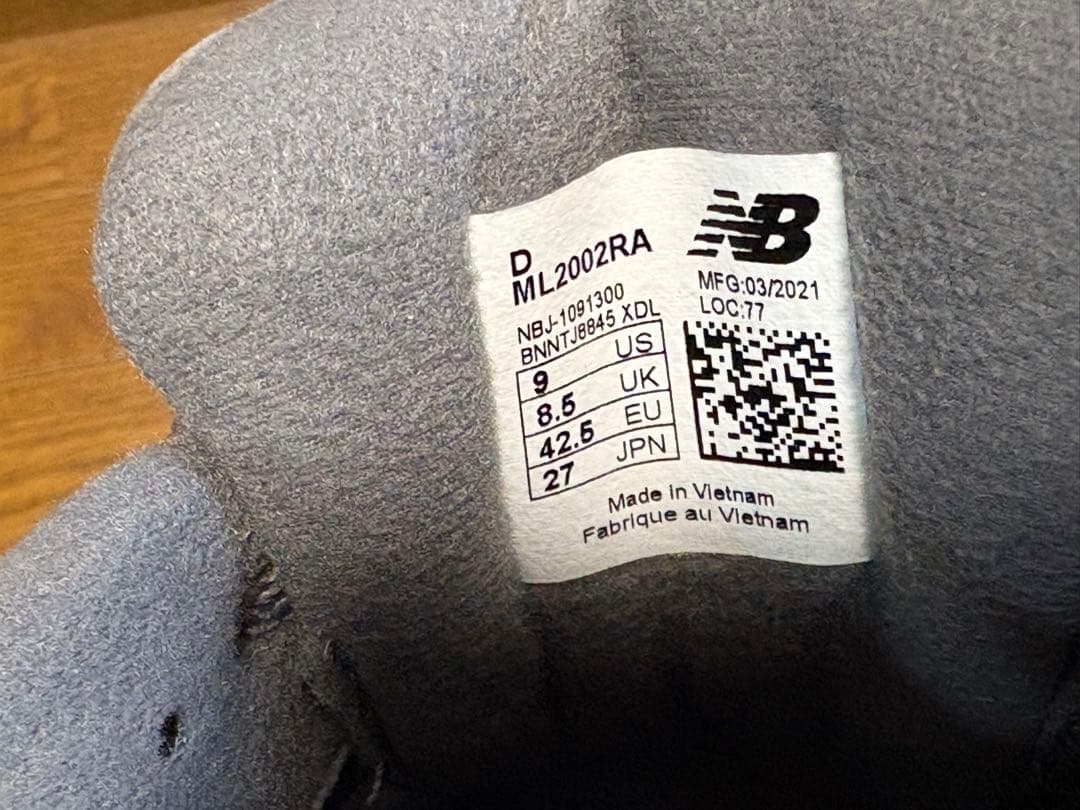 NB
D
ML2002RA
MFG:03/2021
LOC:77
NBJ-1091300
BNNTJ8845 XDL
9 US
8.5 UK
42.5 EU
27 JPN
Made in Vietnam
Fabrique au Vietnam